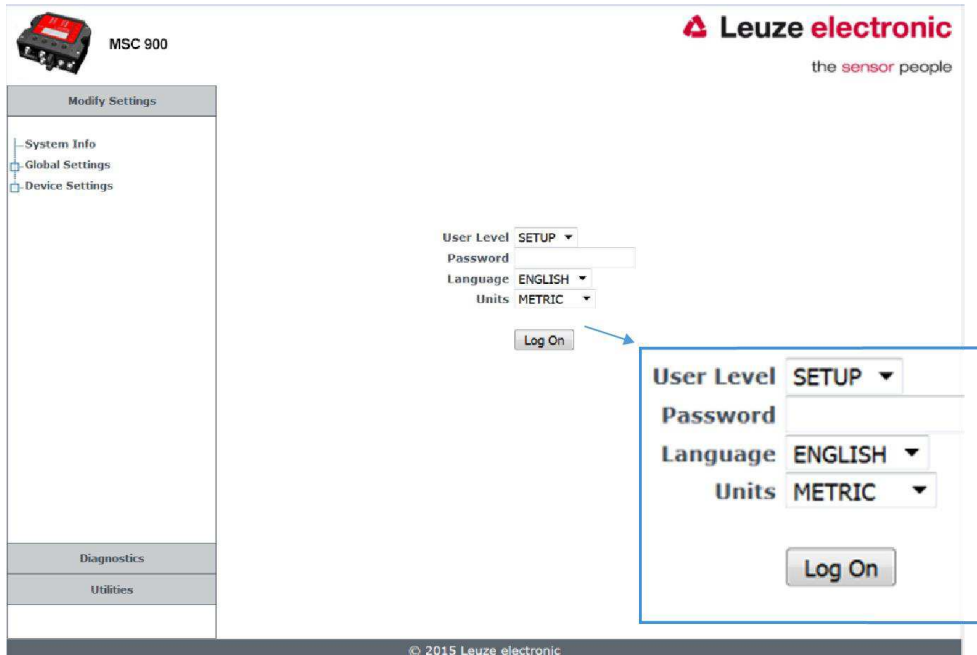 MSC 900
Leuze electronic
the sensor people
Modify Settings
System Info
Global Settings
Device Settings
User Level SETUP
Password
Language ENGLISH
Units METRIC
Log On
User Level SETUP
Password
Language ENGLISH
Units METRIC
Log On
Diagnostics
Utilities
© 2015 Leuze electronic